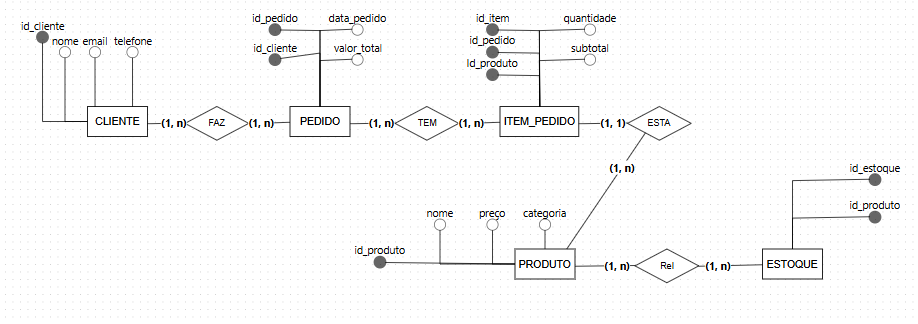 id_cliente
nome
email
telefone
CLIENTE
(1, n)
FAZ
(1, n)
id_pedido
data_pedido
id_cliente
valor_total
PEDIDO
(1, n)
TEM
(1, n)
id_item
quantidade
id_pedido
subtotal
Id_produto
ITEM_PEDIDO
(1, 1)
ESTA
(1, n)
nome
preço
categoria
id_produto
PRODUTO
(1, n)
Rel
(1, n)
id_estoque
id_produto
ESTOQUE